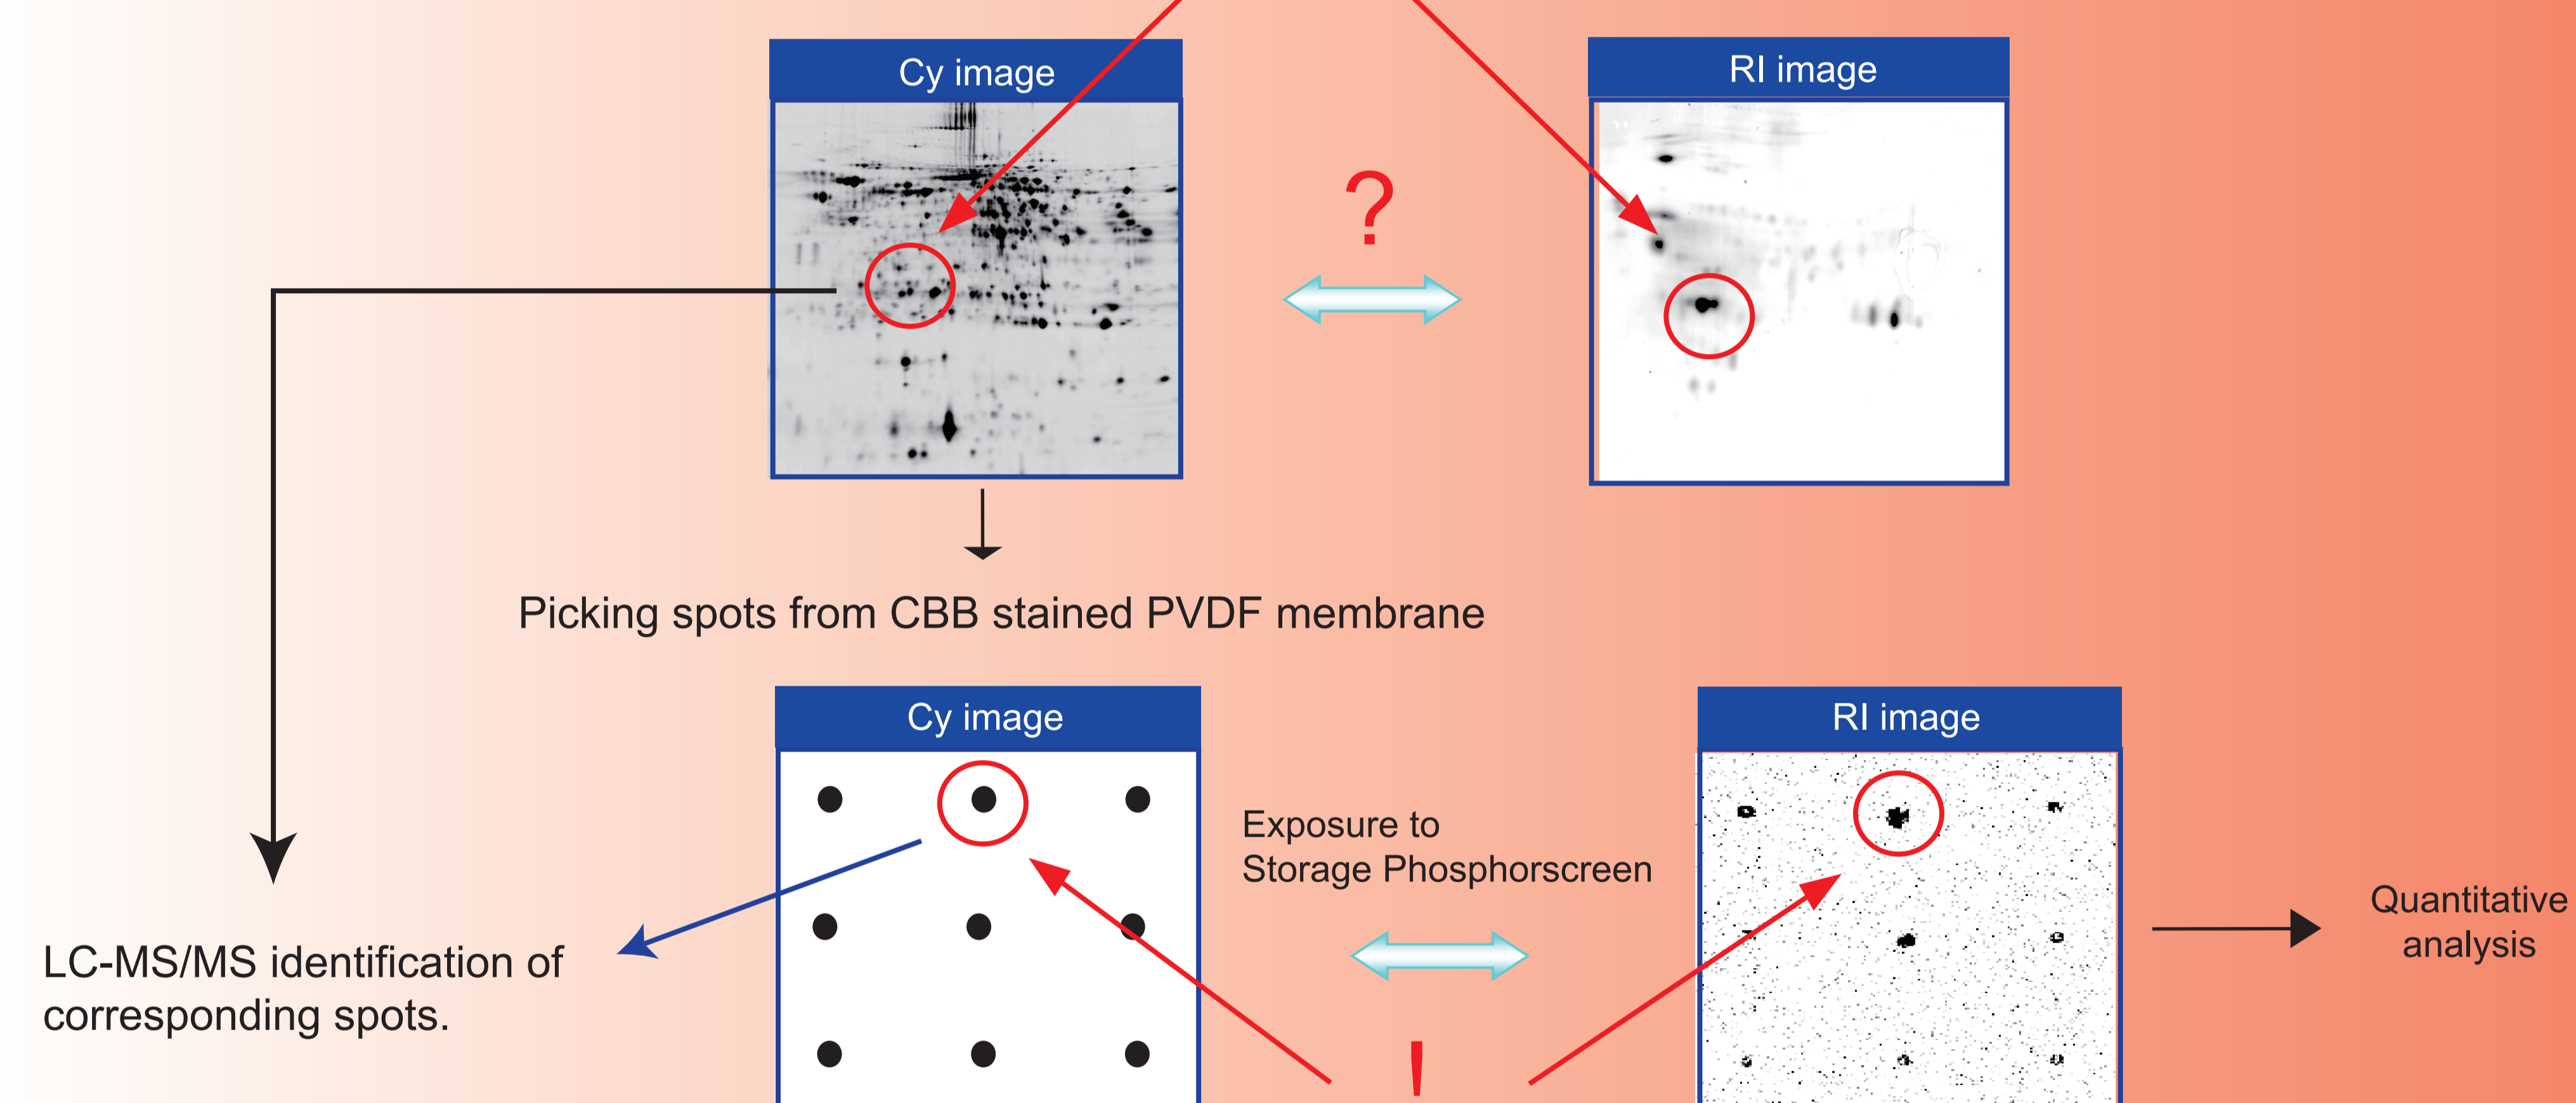 Cy image
RI image
?
Picking spots from CBB stained PVDF membrane
Cy image
RI image
Exposure to
Storage Phosphorscreen
Quantitative
analysis
LC-MS/MS identification of
corresponding spots.
!